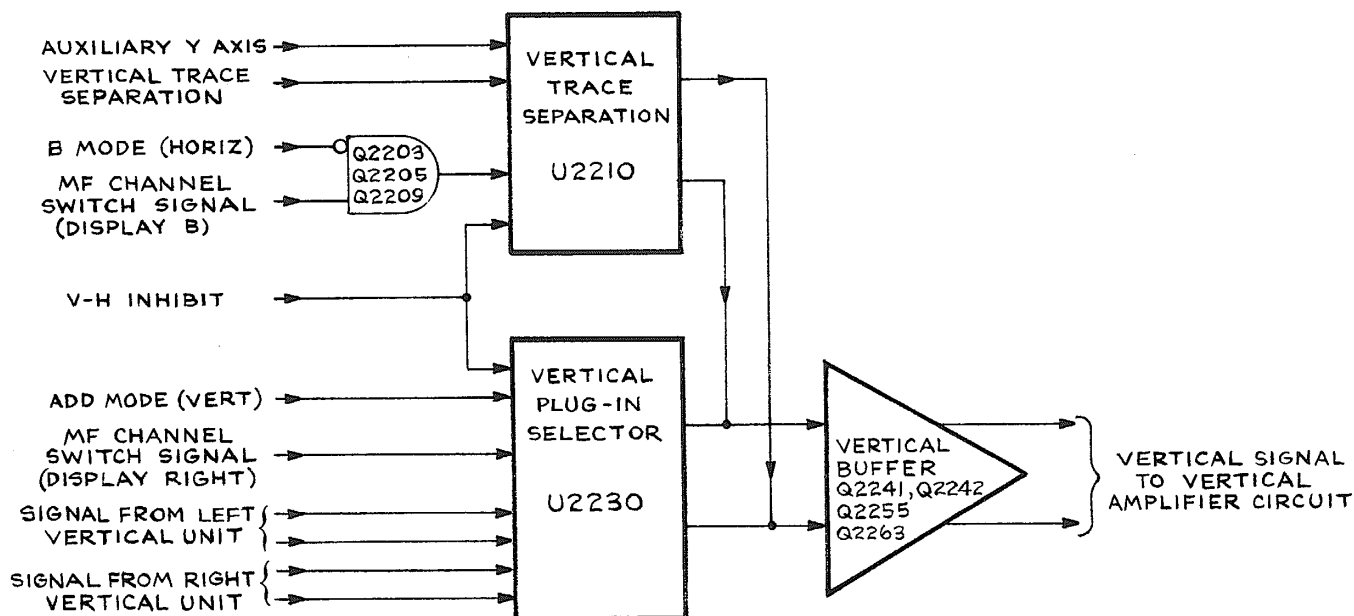 AUXILIARY Y AXIS
VERTICAL TRACE
SEPARATION
B MODE (HORIZ)
MF CHANNEL
SWITCH SIGNAL
(DISPLAY B)
Q2203
Q2205
Q2209
VERTICAL
TRACE
SEPARATION
U2210
V-H INHIBIT
ADD MODE (VERT)
MF CHANNEL
SWITCH SIGNAL
(DISPLAY RIGHT)
SIGNAL FROM LEFT
VERTICAL UNIT
SIGNAL FROM RIGHT
VERTICAL UNIT
VERTICAL
PLUG-IN
SELECTOR
U2230
VERTICAL
BUFFER
Q2241, Q2242
Q2255
Q2263
VERTICAL SIGNAL
TO VERTICAL
AMPLIFIER CIRCUIT